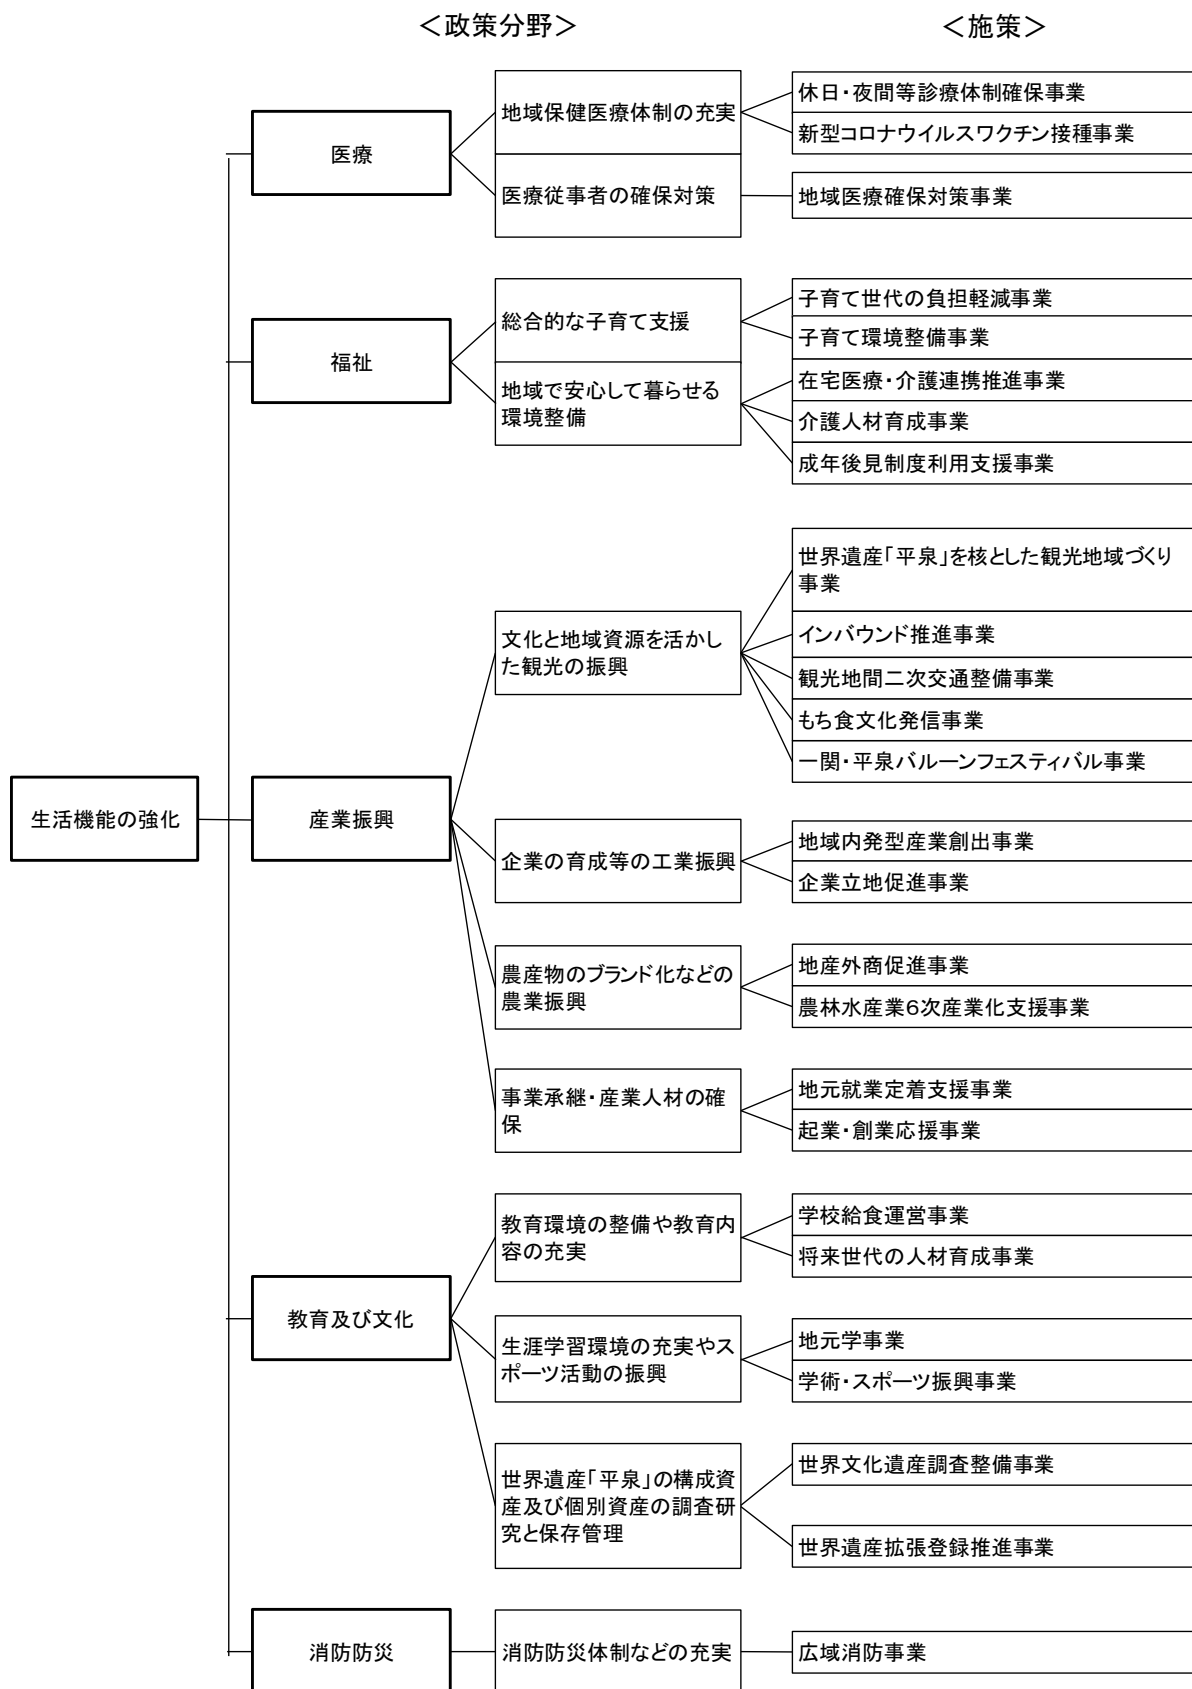 ＜政策分野＞
＜施策＞
医療
地域保健医療体制の充実
休日・夜間等診療体制確保事業
新型コロナウイルスワクチン接種事業
医療従事者の確保対策
地域医療確保対策事業
福祉
総合的な子育て支援
子育て世代の負担軽減事業
子育て環境整備事業
地域で安心して暮らせる
環境整備
在宅医療・介護連携推進事業
介護人材育成事業
成年後見制度利用支援事業
生活機能の強化
産業振興
文化と地域資源を活かし
た観光の振興
世界遺産「平泉」を核とした観光地域づくり
事業
インバウンド推進事業
観光地間二次交通整備事業
もち食文化発信事業
一関・平泉バルーンフェスティバル事業
企業の育成等の工業振興
地域内発型産業創出事業
企業立地促進事業
農産物のブランド化などの
農業振興
地産外商促進事業
農林水産業6次産業化支援事業
事業承継・産業人材の確
保
地元就業定着支援事業
起業・創業応援事業
教育及び文化
教育環境の整備や教育内
容の充実
学校給食運営事業
将来世代の人材育成事業
生涯学習環境の充実やス
ポーツ活動の振興
地元学事業
学術・スポーツ振興事業
世界遺産「平泉」の構成資
産及び個別資産の調査研
究と保存管理
世界文化遺産調査整備事業
世界遺産拡張登録推進事業
消防防災
消防防災体制などの充実
広域消防事業